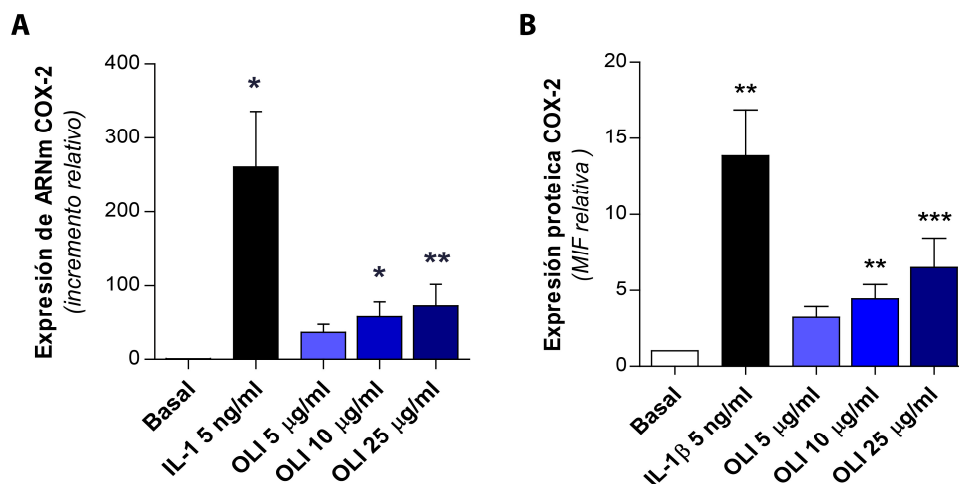 A
Expresión de ARNm COX-2
(incremento relativo)
400
300
200
100
0
*
*
**
Basal
IL-1 5 ng/ml
OLI 5 µg/ml
OLI 10 µg/ml
OLI 25 µg/ml
B
Expresión proteica COX-2
(MIF relativa )
20
15
10
5
0
**
**
***
Basal
IL-1β 5 ng/ml
OLI 5 µg/ml
OLI 10 µg/ml
OLI 25 µg/ml